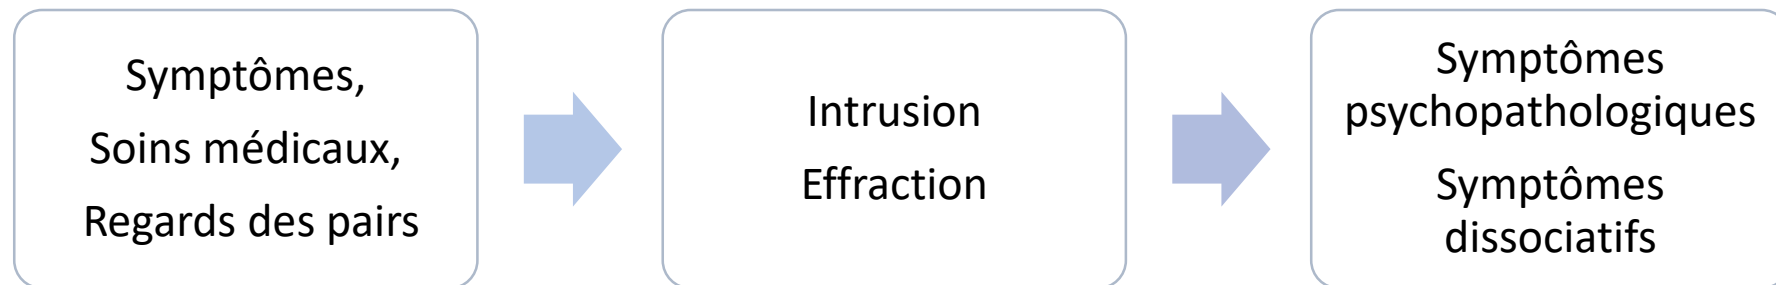 Symptômes,
Soins médicaux,
Regards des pairs
Intrusion
Effraction
Symptômes
psychopathologiques
Symptômes
dissociatifs